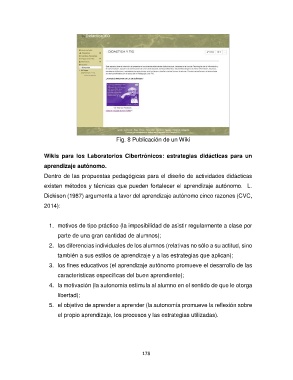 DIDÁCTICA Y TIC
Fig. 8 Publicación de un Wiki
Wikis para los Laboratorios Cibertrónicos: estrategias didácticas para un
aprendizaje autónomo.
Dentro de las propuestas pedagógicas para el diseño de actividades didácticas
existen métodos y técnicas que pueden fortalecer el aprendizaje autónomo. L.
Dickison (1987) argumenta a favor del aprendizaje autónomo cinco razones (CVC,
2014):
1. motivos de tipo práctico (la imposibilidad de asistir regularmente a clase por
parte de una gran cantidad de alumnos);
2. las diferencias individuales de los alumnos (relativas no sólo a su actitud, sino
también a sus estilos de aprendizaje y a las estrategias que aplican);
3. los fines educativos (el aprendizaje autónomo promueve el desarrollo de las
características específicas del buen aprendiente);
4. la motivación (la autonomía estimula al alumno en el sentido de que le otorga
libertad);
5. el objetivo de aprender a aprender (la autonomía promueve la reflexión sobre
el propio aprendizaje, los procesos y las estrategias utilizadas).
178